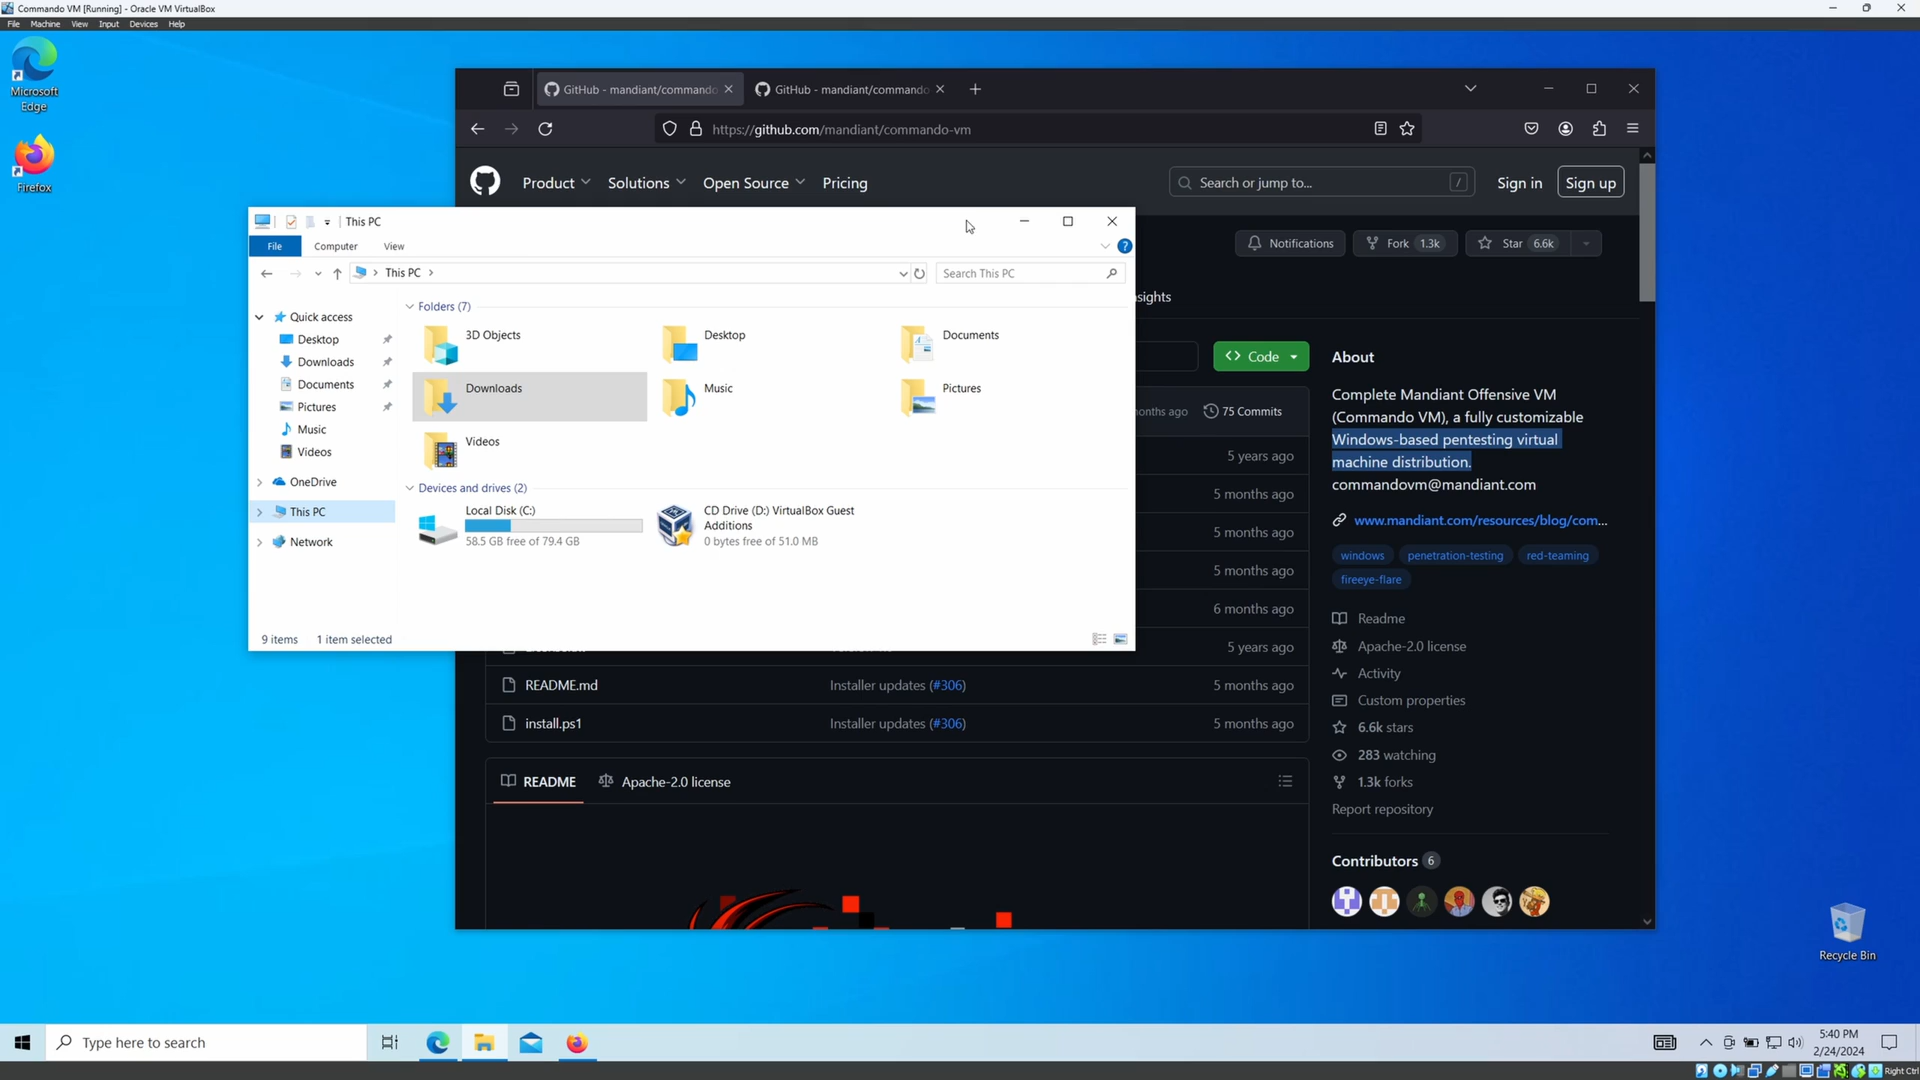 Commando VM [Running] - Oracle VM VirtualBox
File Machine View Input Devices Help
Microsoft
Edge
Firefox
GitHub - mandiant/commando
GitHub - mandiant/commando
https://github.com/mandiant/commando-vm
Product
Solutions
Open Source
Pricing
Search or jump to...
/
Sign in
Sign up
This PC
File
Computer
View
This PC
Search This PC
Quick access
Desktop
Downloads
Documents
Pictures
Music
Videos
OneDrive
This PC
Network
Folders (7)
3D Objects
Desktop
Documents
Downloads
Music
Pictures
Videos
Devices and drives (2)
Local Disk (C:)
58.5 GB free of 79.4 GB
CD Drive (D:) VirtualBox Guest
Additions
0 bytes free of 51.0 MB
9 items
1 item selected
Notifications
Fork 1.3k
Star 6.6k
Code
75 Commits
5 years ago
5 months ago
5 months ago
5 months ago
6 months ago
5 years ago
README.md
Installer updates (#306)
5 months ago
install.ps1
Installer updates (#306)
5 months ago
README
Apache-2.0 license
About
Complete Mandiant Offensive VM
(Commando VM), a fully customizable
Windows-based pentesting virtual
machine distribution.
commandovm@mandiant.com
www.mandiant.com/resources/blog/com...
windows
penetration-testing
red-teaming
fireeye-flare
Readme
Apache-2.0 license
Activity
Custom properties
6.6k stars
283 watching
1.3k forks
Report repository
Contributors 6
Recycle Bin
Type here to search
5:40 PM
2/24/2024
Right Ctrl